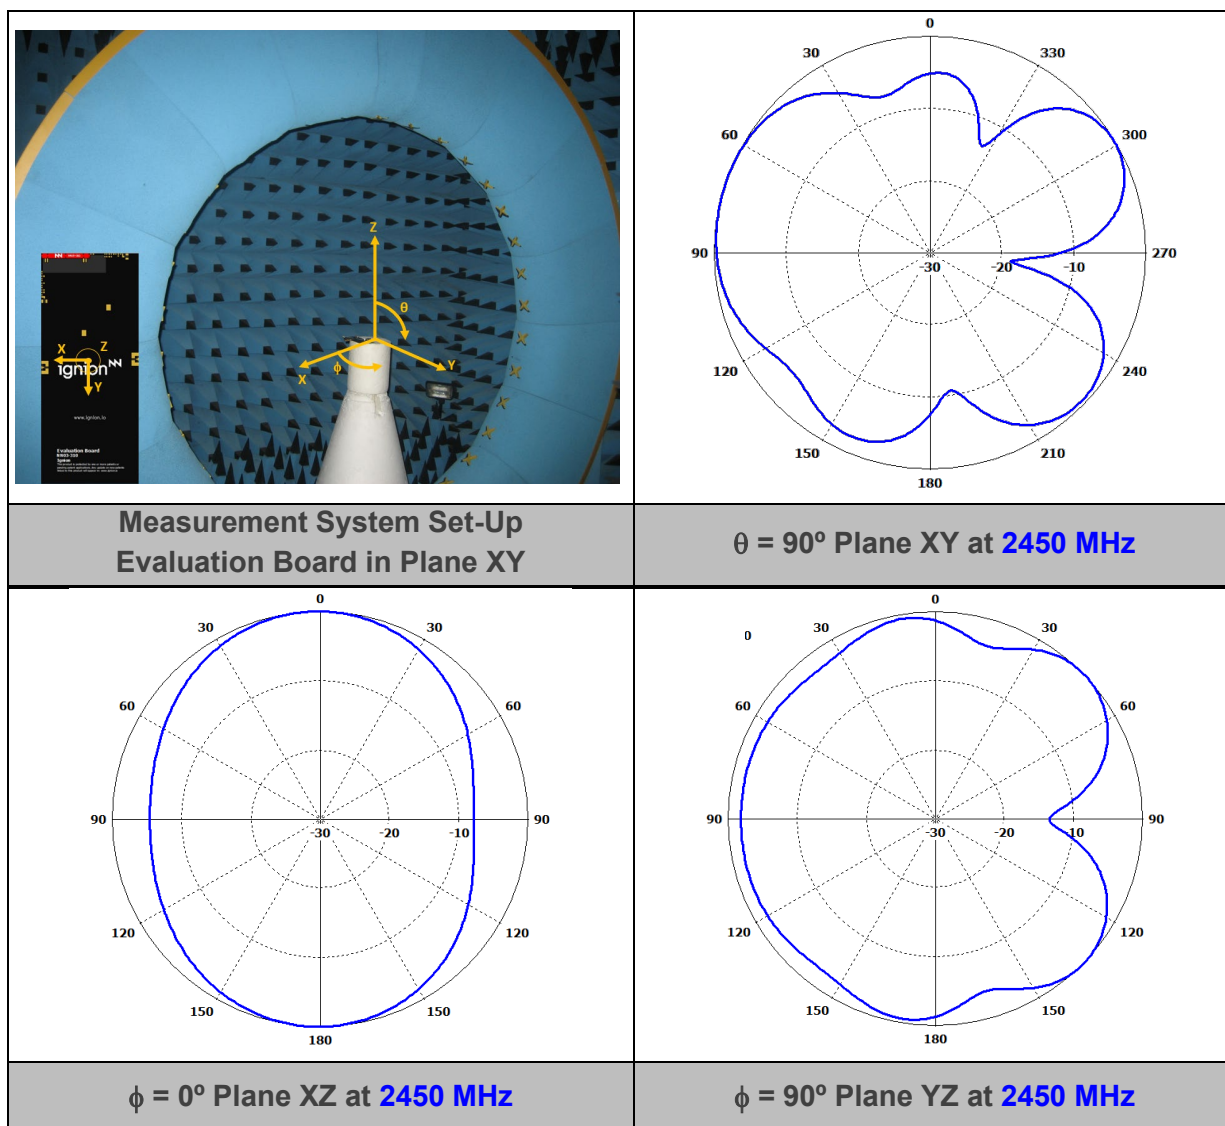 Z
θ
X
ϕ
Y
X
Z
ignion
Y
www.ignion.io
Evaluation Board
0
30
330
60
300
90
-30
-20
-10
270
120
240
150
210
180
Measurement System Set-Up
Evaluation Board in Plane XY
θ = 90º Plane XY at 2450 MHz
0
30
30
60
60
90
-30
-20
-10
90
120
120
150
150
180
0
0
30
30
60
60
90
-30
-20
-10
90
120
120
150
150
180
ϕ = 0º Plane XZ at 2450 MHz
ϕ = 90º Plane YZ at 2450 MHz